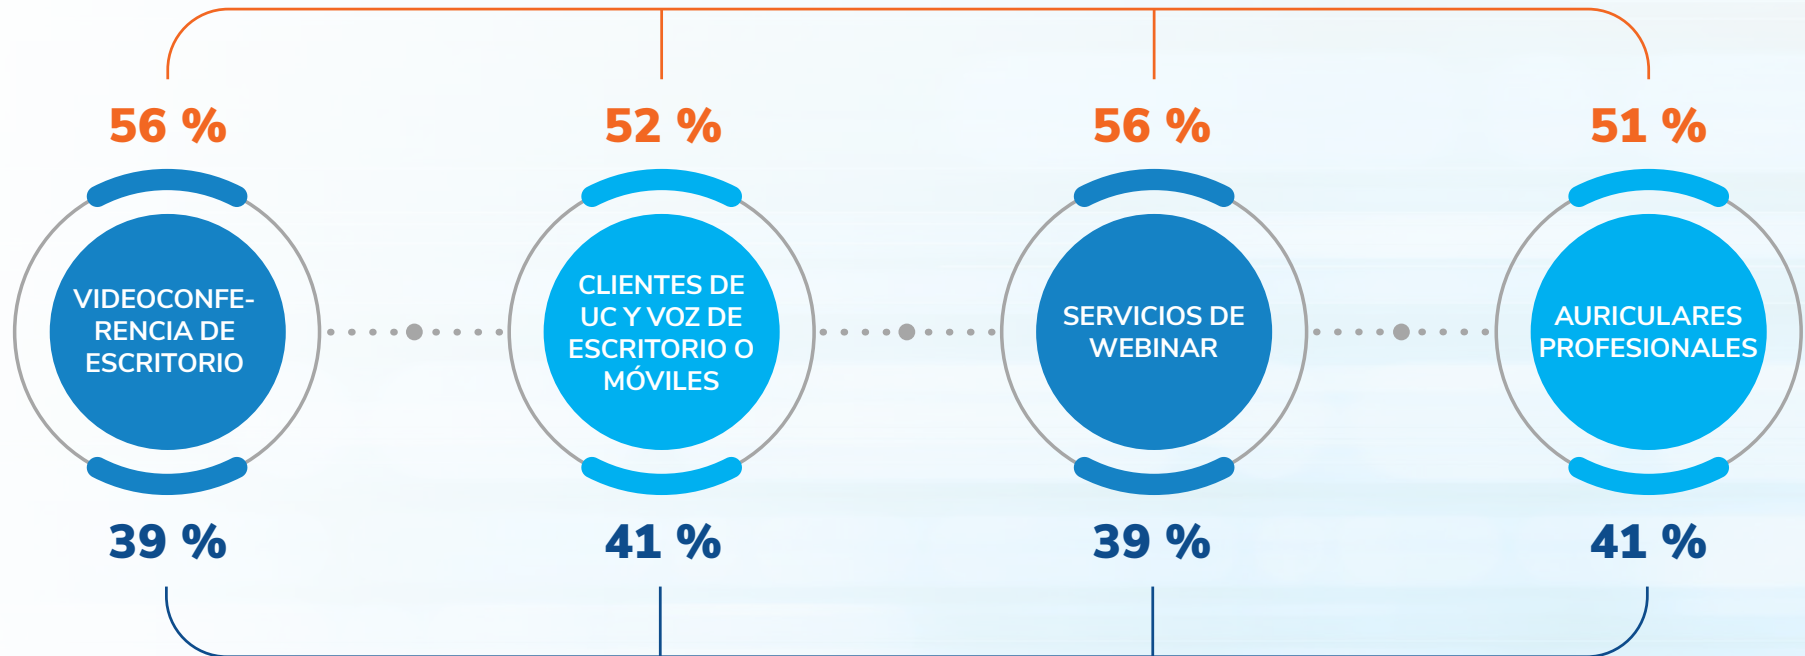 56 %
52 %
56 %
51 %
VIDEOCONFE-
RENCIA DE
ESCRITORIO
CLIENTES DE
UC Y VOZ DE
ESCRITORIO O
MÓVILES
SERVICIOS DE
WEBINAR
AURICULARES
PROFESIONALES
39 %
41 %
39 %
41 %